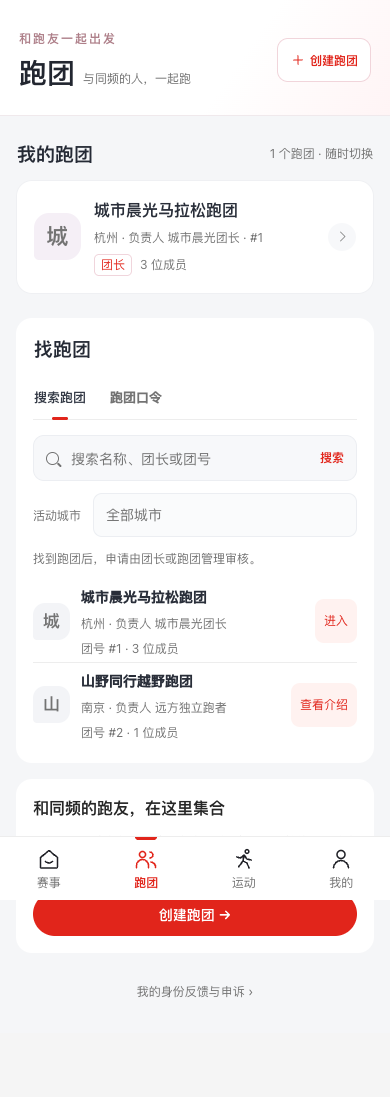 和跑友一起出发
跑团 与同频的人，一起跑
＋ 创建跑团
我的跑团
1 个跑团 · 随时切换
城
城市晨光马拉松跑团
杭州 · 负责人 城市晨光团长 · #1
团长 3 位成员
找跑团
搜索跑团 跑团口令
搜索名称、团长或团号
搜索
活动城市
全部城市
找到跑团后，申请由团长或跑团管理审核。
城
城市晨光马拉松跑团
杭州 · 负责人 城市晨光团长
团号 #1 · 3 位成员
进入
山
山野同行越野跑团
南京 · 负责人 远方独立跑者
团号 #2 · 1 位成员
查看介绍
和同频的跑友，在这里集合
赛事 跑团 运动 我的
创建跑团 →
我的身份反馈与申诉 ›